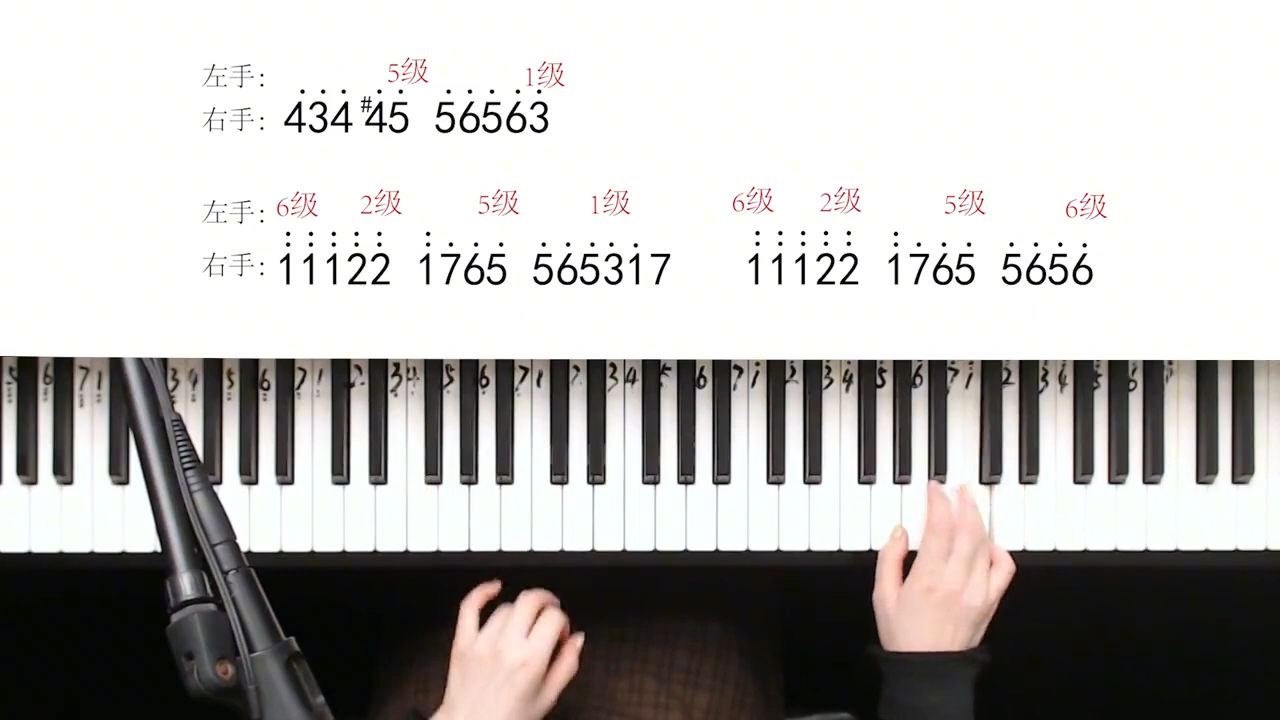 左手: 5级 1级
右手: 434 #45 56563
左手: 6级 2级 5级 1级 6级 2级 5级 6级
右手: 11122 1765 565317 11122 1765 5656